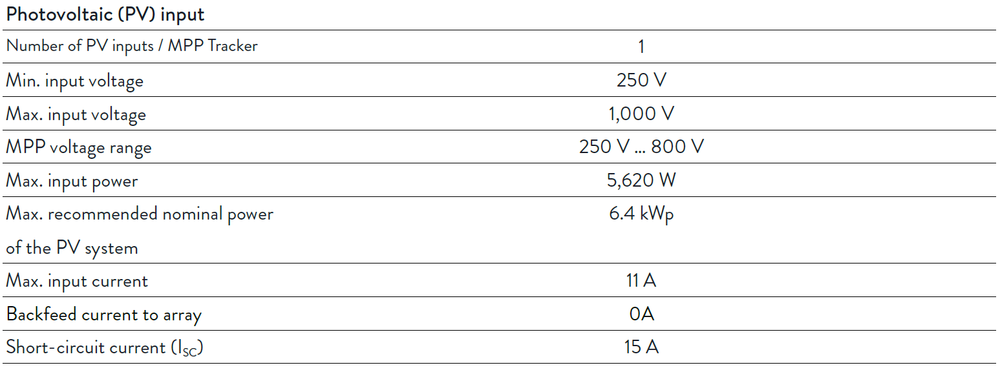 Photovoltaic (PV) input
Number of PV inputs / MPP Tracker 1
Min. input voltage 250 V
Max. input voltage 1,000 V
MPP voltage range 250 V ... 800 V
Max. input power 5,620 W
Max. recommended nominal power 6.4 kWp
of the PV system
Max. input current 11 A
Backfeed current to array 0A
Short-circuit current (ISC) 15 A